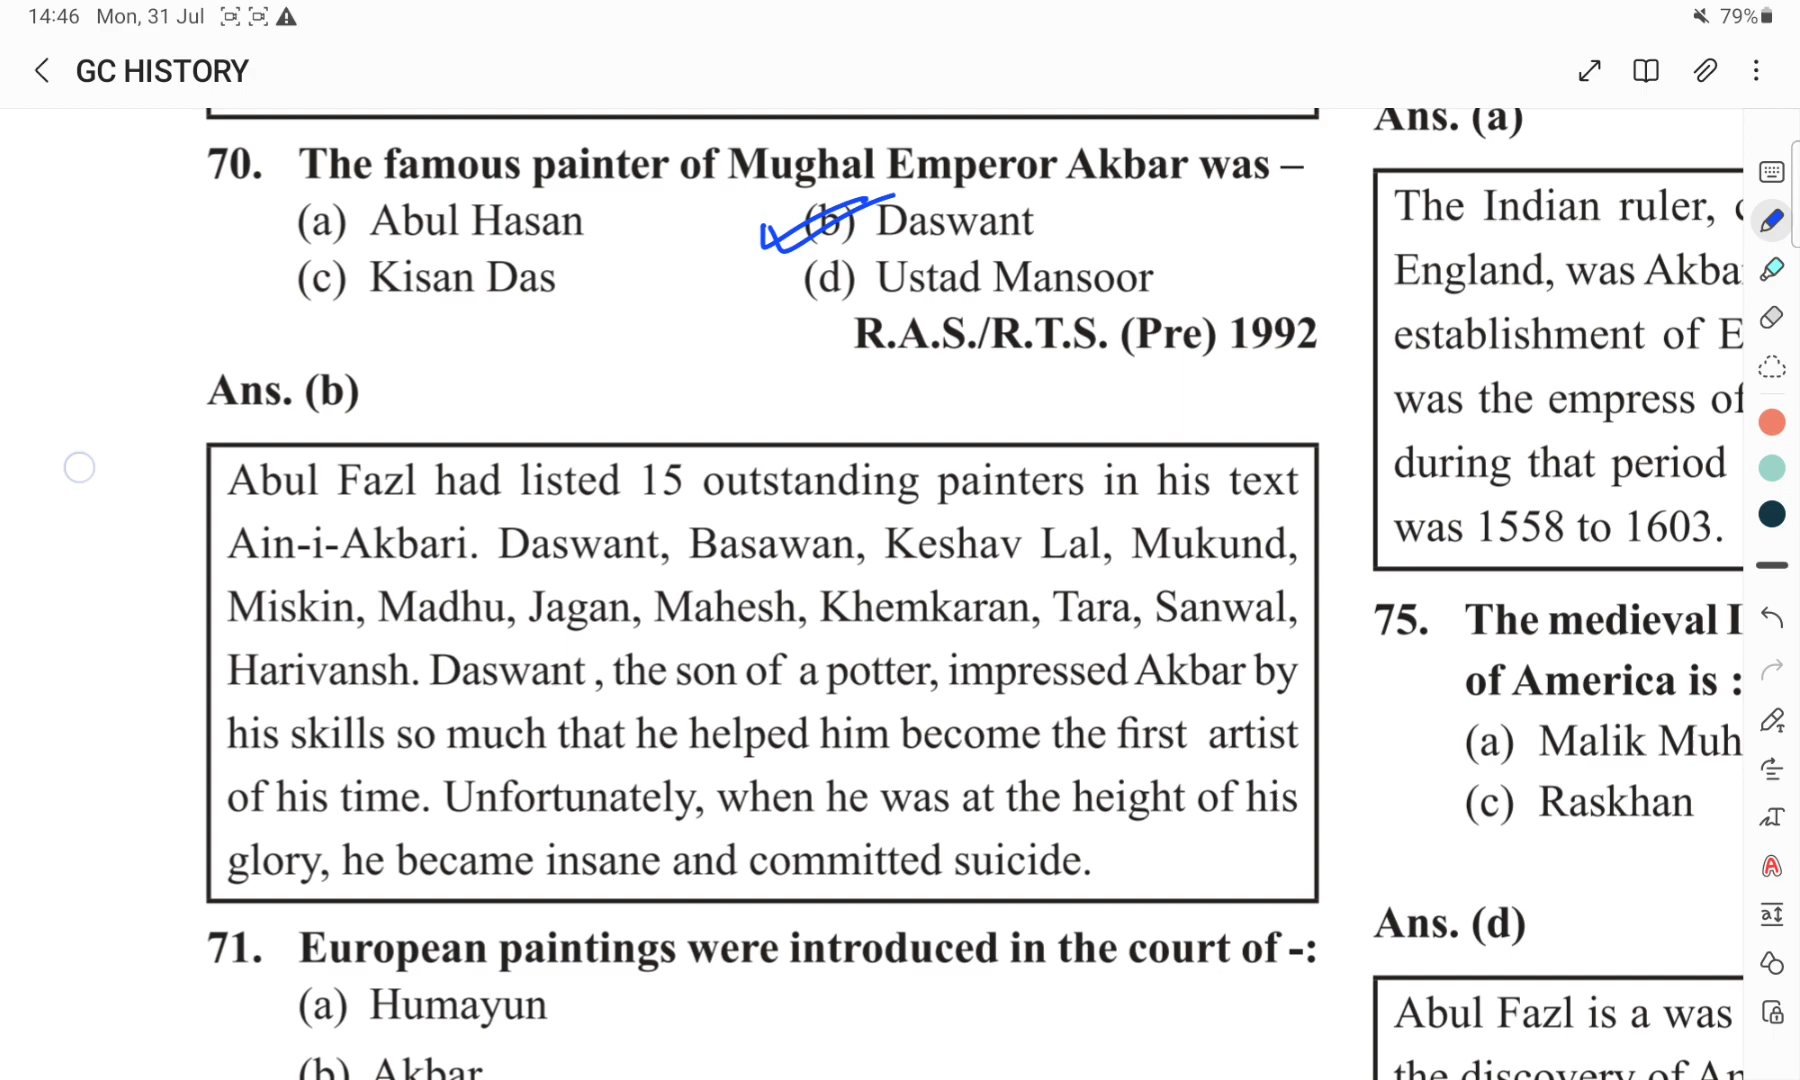 14:46 Mon, 31 Jul
79%
GC HISTORY
70. The famous painter of Mughal Emperor Akbar was –
(a) Abul Hasan (b) Daswant
(c) Kisan Das (d) Ustad Mansoor
R.A.S./R.T.S. (Pre) 1992
Ans. (b)
Abul Fazl had listed 15 outstanding painters in his text
Ain-i-Akbari. Daswant, Basawan, Keshav Lal, Mukund,
Miskin, Madhu, Jagan, Mahesh, Khemkaran, Tara, Sanwal,
Harivansh. Daswant , the son of a potter, impressed Akbar by
his skills so much that he helped him become the first artist
of his time. Unfortunately, when he was at the height of his
glory, he became insane and committed suicide.
71. European paintings were introduced in the court of -:
(a) Humayun
(b) Akbar
Ans. (a)
The Indian ruler,
England, was Akba
establishment of E
was the empress of
during that period
was 1558 to 1603.
75. The medieval I
of America is :
(a) Malik Muh
(c) Raskhan
Ans. (d)
Abul Fazl is a was
the discovery of Am